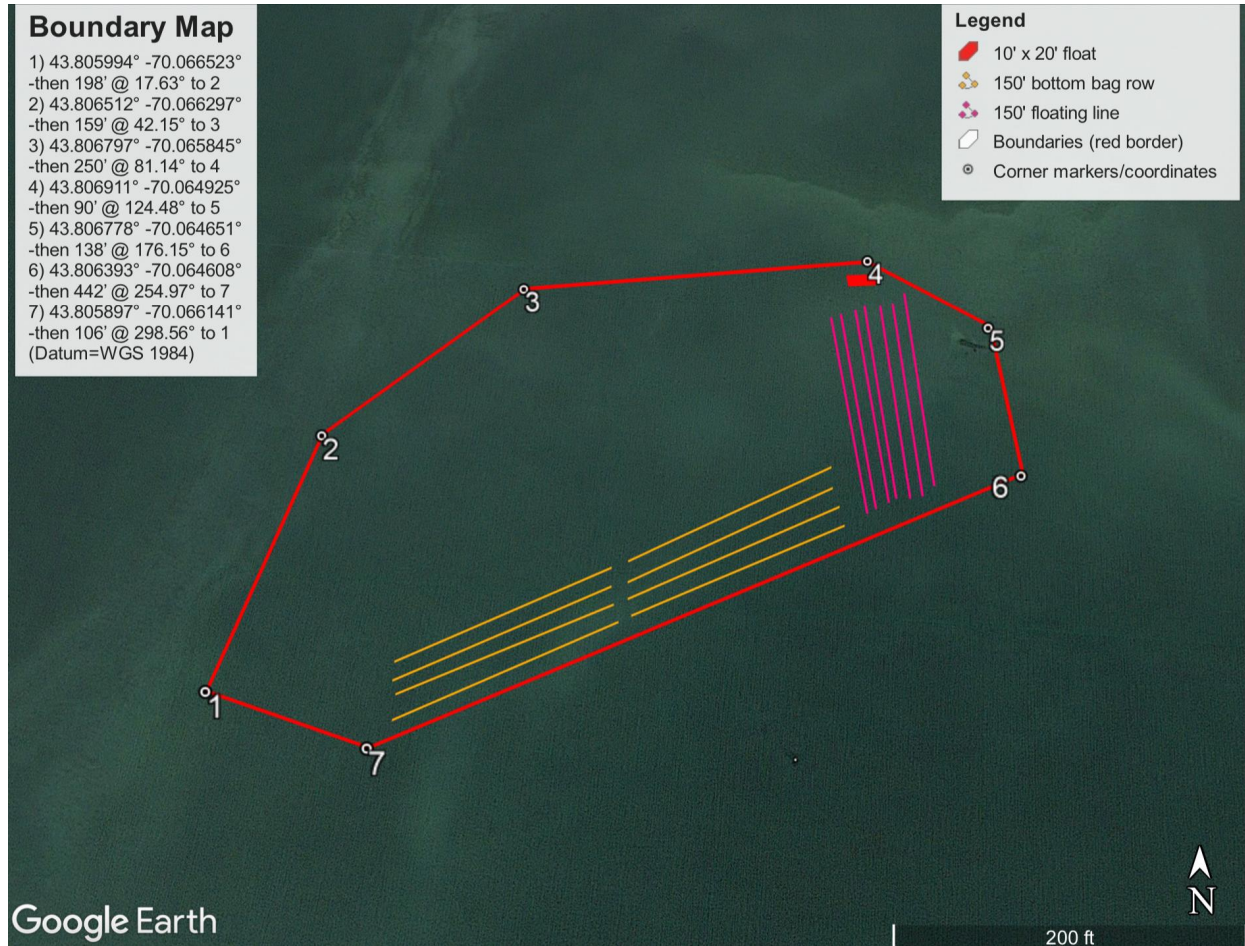 Boundary Map
1) 43.805994° -70.066523°
-then 198' @ 17.63° to 2
2) 43.806512° -70.066297°
-then 159' @ 42.15° to 3
3) 43.806797° -70.065845°
-then 250' @ 81.14° to 4
4) 43.806911° -70.064925°
-then 90' @ 124.48° to 5
5) 43.806778° -70.064651°
-then 138' @ 176.15° to 6
6) 43.806393° -70.064608°
-then 442' @ 254.97° to 7
7) 43.805897° -70.066141°
-then 106' @ 298.56° to 1
(Datum=WGS 1984)
Legend
10' x 20' float
150' bottom bag row
150' floating line
Boundaries (red border)
Corner markers/coordinates
4
3
5
2
6
1
7
N
Google Earth
200 ft